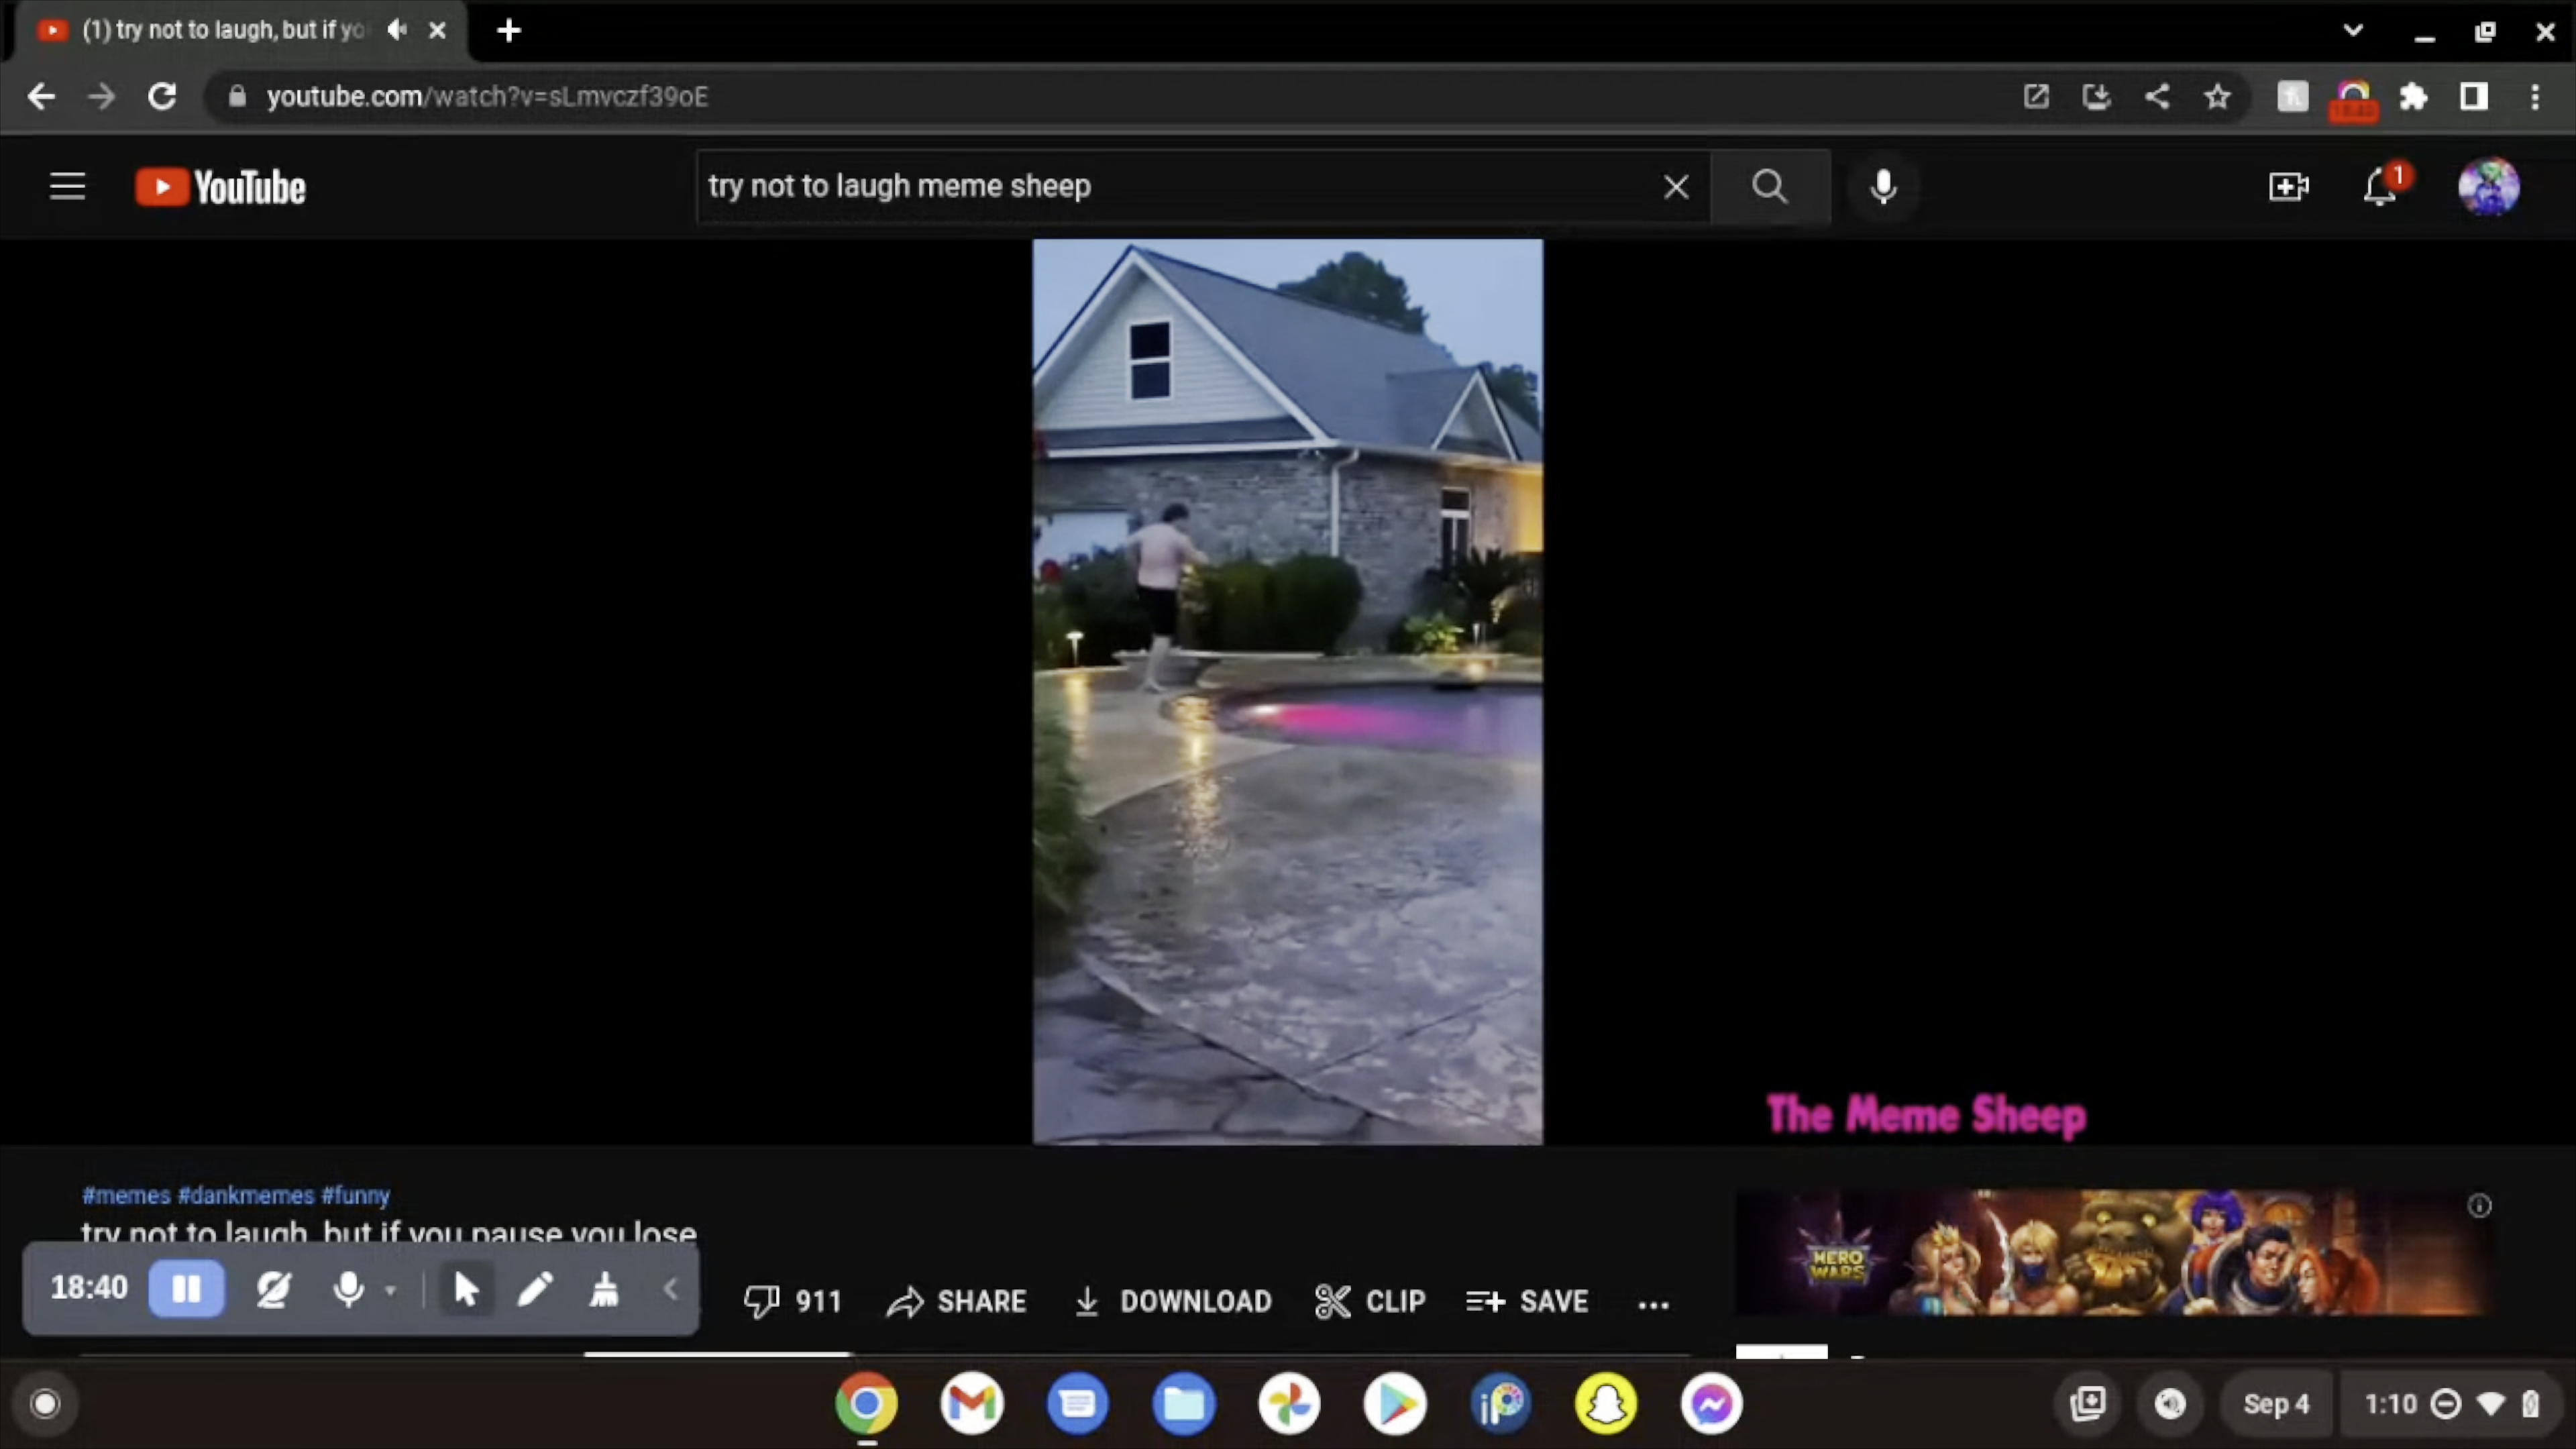 (1) try not to laugh, but if yo
youtube.com/watch?v=sLmvczf39oE
YouTube
try not to laugh meme sheep
1
The Meme Sheep
#memes #dankmemes #funny
try not to laugh, but if you pause you lose
HERO
WARS
18:40
911
SHARE
DOWNLOAD
CLIP
SAVE
iP
Sep 4
1:10